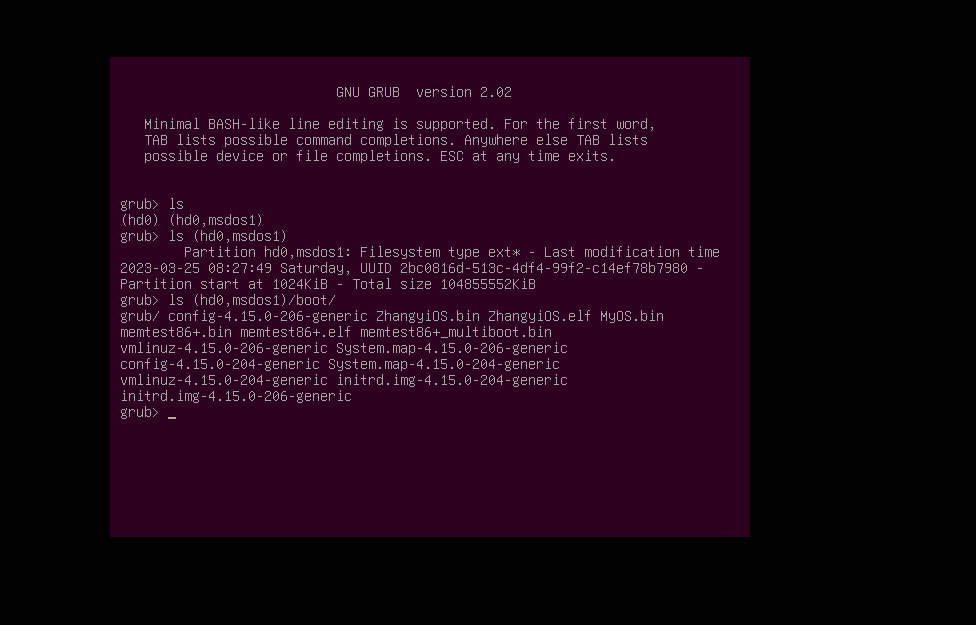 GNU GRUB  version 2.02
Minimal BASH-like line editing is supported. For the first word,
TAB lists possible command completions. Anywhere else TAB lists
possible device or file completions. ESC at any time exits.
grub> ls
(hd0) (hd0,msdos1)
grub> ls (hd0,msdos1)
Partition hd0,msdos1: Filesystem type ext* - Last modification time
2023-03-25 08:27:49 Saturday, UUID 2bc0816d-513c-4df4-99f2-c14ef78b7980 -
Partition start at 1024KiB - Total size 104855552KiB
grub> ls (hd0,msdos1)/boot/
grub/ config-4.15.0-206-generic ZhangyiOS.bin ZhangyiOS.elf MyOS.bin
memtest86+.bin memtest86+.elf memtest86+_multiboot.bin
vmlinuz-4.15.0-206-generic System.map-4.15.0-206-generic
config-4.15.0-204-generic System.map-4.15.0-204-generic
vmlinuz-4.15.0-204-generic initrd.img-4.15.0-204-generic
initrd.img-4.15.0-206-generic
grub> _